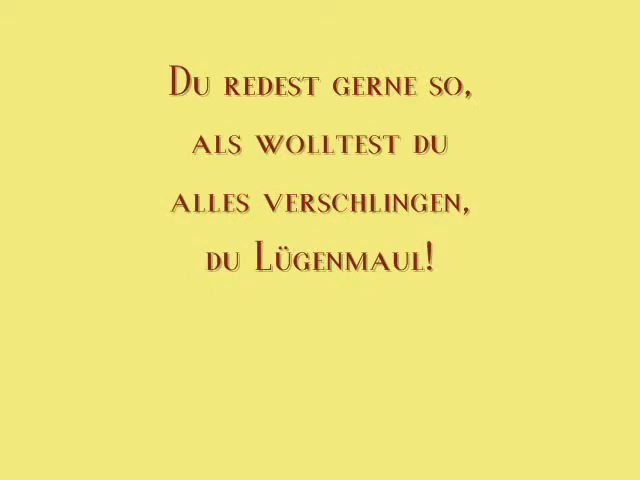 Du redest gerne so,
als wolltest du
alles verschlingen,
du Lügenmaul!